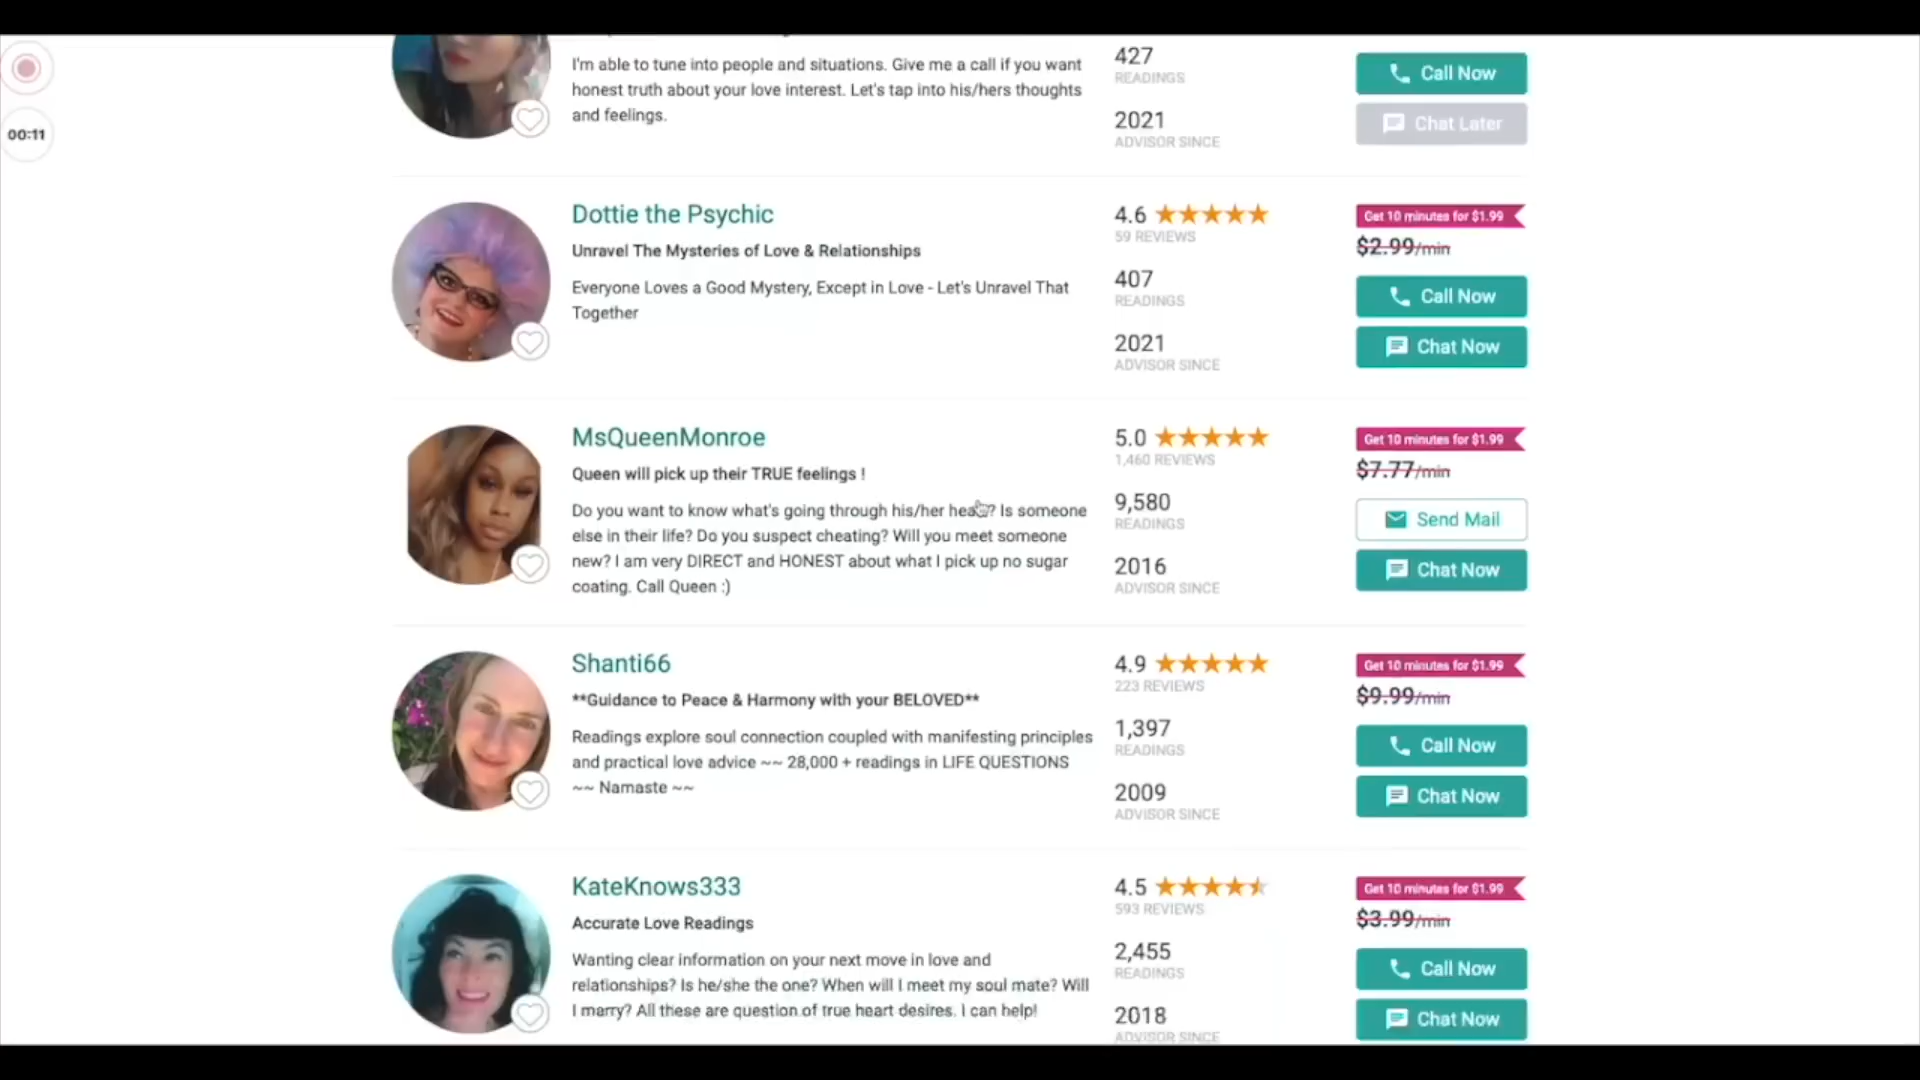 00:11
I'm able to tune into people and situations. Give me a call if you want
honest truth about your love interest. Let's tap into his/hers thoughts
and feelings.
427
READINGS
2021
ADVISOR SINCE
Call Now
Chat Later
Dottie the Psychic
Unravel The Mysteries of Love & Relationships
Everyone Loves a Good Mystery, Except in Love - Let's Unravel That
Together
4.6
59 REVIEWS
407
READINGS
2021
ADVISOR SINCE
Get 10 minutes for $1.99
$2.99/min
Call Now
Chat Now
MsQueenMonroe
Queen will pick up their TRUE feelings !
Do you want to know what's going through his/her head? Is someone
else in their life? Do you suspect cheating? Will you meet someone
new? I am very DIRECT and HONEST about what I pick up no sugar
coating. Call Queen :)
5.0
1,460 REVIEWS
9,580
READINGS
2016
ADVISOR SINCE
Get 10 minutes for $1.99
$7.77/min
Send Mail
Chat Now
Shanti66
**Guidance to Peace & Harmony with your BELOVED**
Readings explore soul connection coupled with manifesting principles
and practical love advice ~~ 28,000 + readings in LIFE QUESTIONS
~~ Namaste ~~
4.9
223 REVIEWS
1,397
READINGS
2009
ADVISOR SINCE
Get 10 minutes for $1.99
$9.99/min
Call Now
Chat Now
KateKnows333
Accurate Love Readings
Wanting clear information on your next move in love and
relationships? Is he/she the one? When will I meet my soul mate? Will
I marry? All these are question of true heart desires. I can help!
4.5
593 REVIEWS
2,455
READINGS
2018
ADVISOR SINCE
Get 10 minutes for $1.99
$3.99/min
Call Now
Chat Now